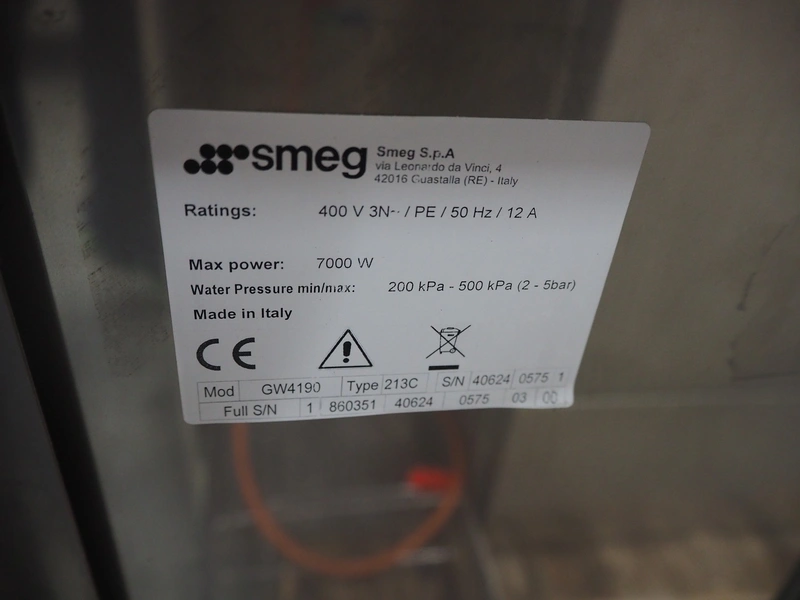 smeg
Smeg S.p.A
via Leonardo da Vinci, 4
42016 Guastalla (RE) - Italy
Ratings: 400 V 3N~ / PE / 50 Hz / 12 A
Max power: 7000 W
Water Pressure min/max: 200 kPa - 500 kPa (2 - 5bar)
Made in Italy
CE
Mod GW4190 Type 213C S/N 40624 0575 1
Full S/N 1 860351 40624 0575 03 00